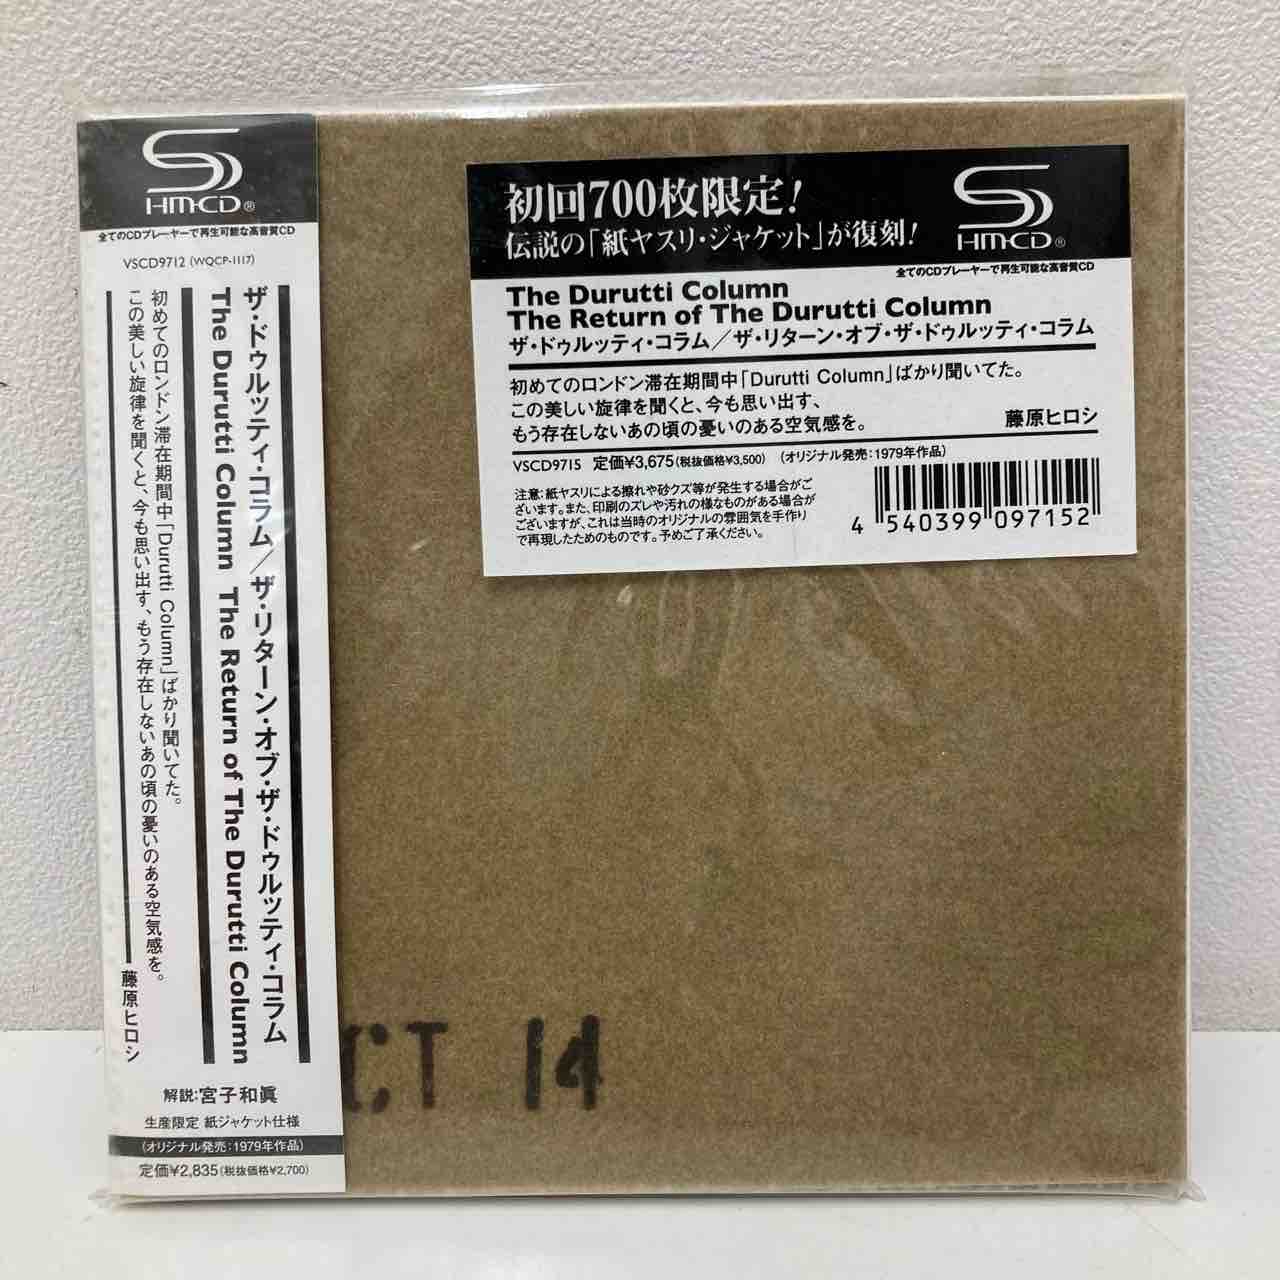 SHM-CD®
全てのCDプレーヤーで再生可能な高音質CD
VSCD9712 (WQCP-1117)
ザ・ドゥルッティ・コラム／ザ・リターン・オブ・ザ・ドゥルッティ・コラム
The Durutti Column The Return of The Durutti Column
初めてのロンドン滞在期間中「Durutti Column」ばかり聞いてた。
この美しい旋律を聞くと、今も思い出す、もう存在しないあの頃の憂いのある空気感を。
藤原ヒロシ
解説:宮子和眞
生産限定 紙ジャケット仕様
(オリジナル発売:1979年作品)
定価¥2,835(税抜価格¥2,700)
初回700枚限定!
伝説の「紙ヤスリ・ジャケット」が復刻!
SHM-CD®
全てのCDプレーヤーで再生可能な高音質CD
The Durutti Column
The Return of The Durutti Column
ザ・ドゥルッティ・コラム／ザ・リターン・オブ・ザ・ドゥルッティ・コラム
初めてのロンドン滞在期間中「Durutti Column」ばかり聞いてた。
この美しい旋律を聞くと、今も思い出す、
もう存在しないあの頃の憂いのある空気感を。
藤原ヒロシ
VSCD9715 定価¥3,675(税抜価格¥3,500) (オリジナル発売:1979年作品)
注意:紙ヤスリによる擦れや砂クズ等が発生する場合がご
ざいます。また、印刷のズレや汚れの様なものがある場合が
ございますが、これは当時のオリジナルの雰囲気を手作り
で再現したためのものです。予めご了承ください。
4 540399 097152
CT 14